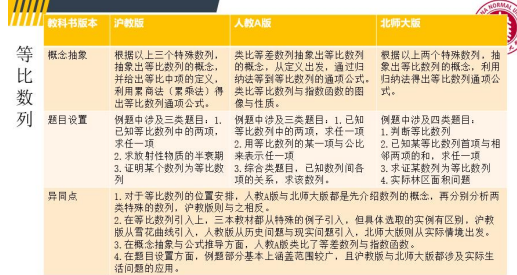 教科书版本 沪教版 人教A版 北师大版
等比数列
概念抽象
根据以上三个特殊数列,
抽象出等比数列的概念,
并给出等比中项的定义,
利用累商法(累乘法)得
出等比数列通项公式。
类比等差数列抽象出等比数列
的概念,从定义出发,通过归
纳法等到等比数列的通项公式。
类比等比数列与指数函数的图
像与性质。
根据以上两个特殊数列,抽
象出等比数列的概念,利用
归纳法得出等比数列通项公
式。
题目设置
例题中涉及三类题目:1.
已知等比数列中的两项,
求任一项
2.求放射性物质的半衰期
3.证明某个数列为等比数
列
例题中涉及三类题目:1.已知
等比数列中的两项,求任一项
2.用等比数列的某一项与公比
来表示任一项
3.综合类题目,已知数列间各
项的关系,求该数列。
例题中涉及四类题目:
1.判断等比数列
2.已知某等比数列首项与相
邻两项的和,求任一项
3.求证某数列为等比数列
4.实际林区面积问题
异同点
1.对于等比数列的位置安排,人教A版与北师大版都是先介绍数列的概念,再分别分析两
类特殊的数列,沪教版则与之相反。
2.在等比数列引入上,三本教材都从特殊的例子引入,但具体选取的实例有区别,沪教
版从雪花曲线引入,人教版从历史问题与现实问题引入,北师大版则从实际情境出发。
3.在概念抽象与公式推导方面,人教A版类比了等差数列与指数函数。
4.在题目设置方面,例题部分基本上涵盖范围较广,且沪教版与北师大版都涉及实际生
活问题的应用。